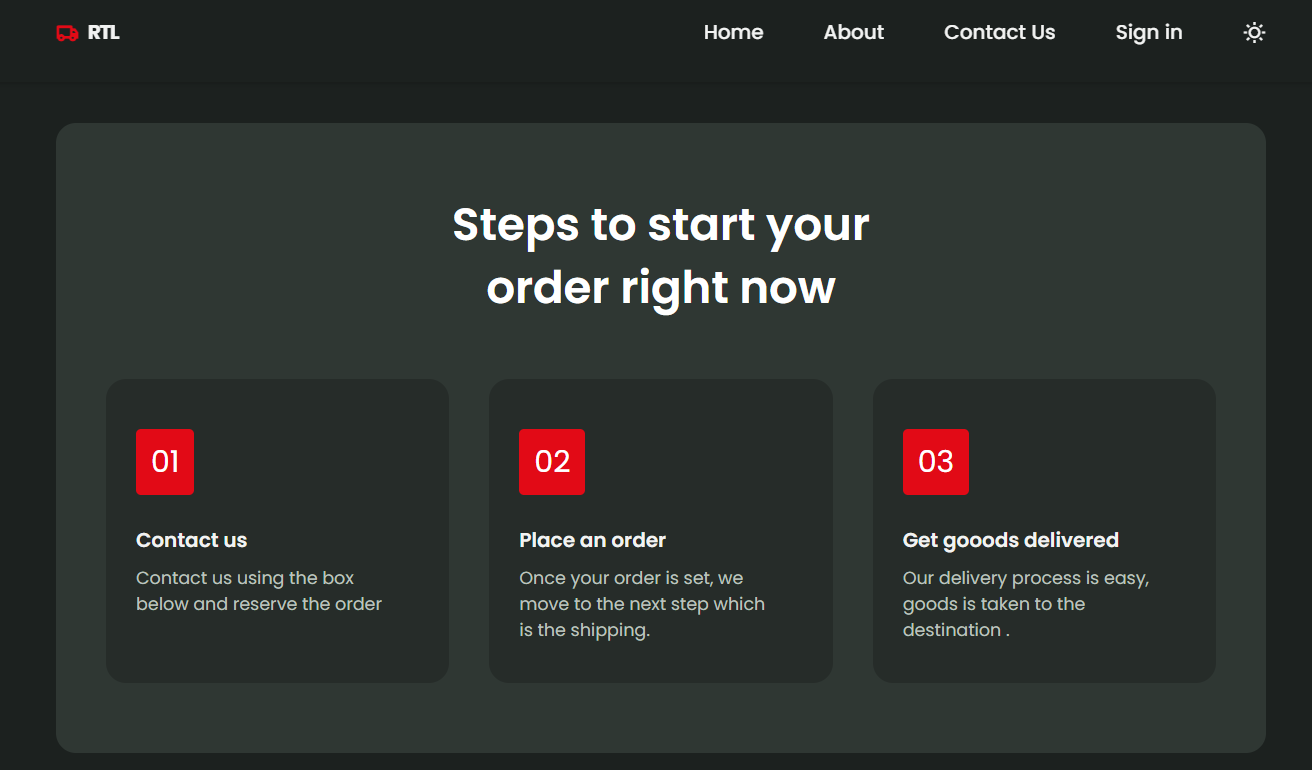 RTL
Home
About
Contact Us
Sign in
Steps to start your
order right now
01
Contact us
Contact us using the box
below and reserve the order
02
Place an order
Once your order is set, we
move to the next step which
is the shipping.
03
Get gooods delivered
Our delivery process is easy,
goods is taken to the
destination .